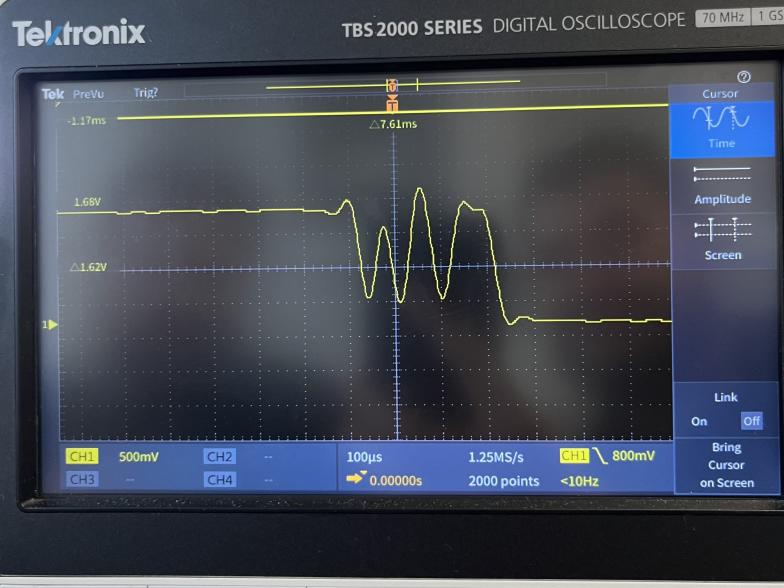 Tektronix
TBS 2000 SERIES DIGITAL OSCILLOSCOPE 70 MHz 1 GS
Tek PreVu Trig?
T
T
-1.17ms
△7.61ms
1.68V
△1.62V
1
?
Cursor
Time
Amplitude
Screen
Link
On Off
Bring
Cursor
on Screen
CH1 500mV CH2 -- 100µs 1.25MS/s CH1 800mV
CH3 -- CH4 -- 0.00000s 2000 points <10Hz